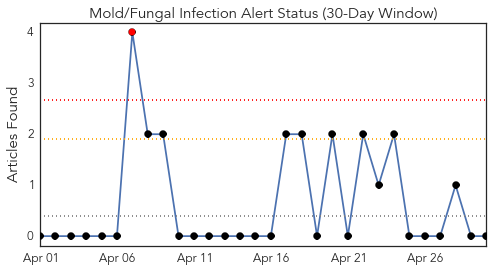 Mold/Fungal Infection Alert Status (30-Day Window)
Articles Found
4
3
2
1
0
Apr 01 Apr 06 Apr 11 Apr 16 Apr 21 Apr 26